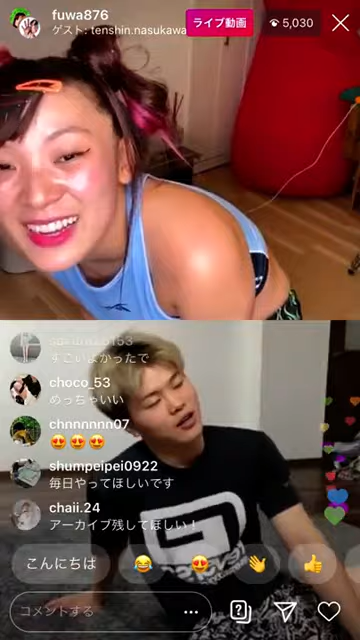 fuwa876
ゲスト: tenshin.nasukawa
ライブ動画
5,030
すごいよかったで
choco_53
めっちゃいい
chnnnnnn07
😍😍😍
shumpeipei0922
毎日やってほしいです
chaii.24
アーカイブ残してほしい！
こんにちは
コメントする